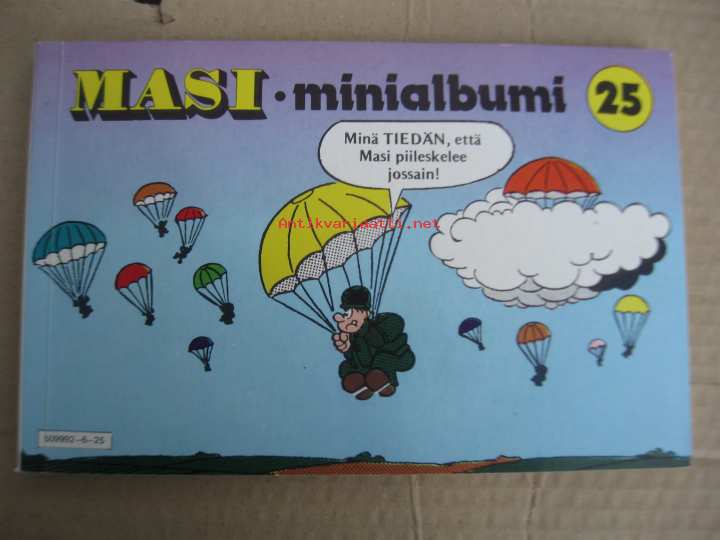 MASI • minialbumi 25
Minä TIEDÄN, että
Masi piileskelee
jossain!
Antikvariaatti.net
509992-6-25